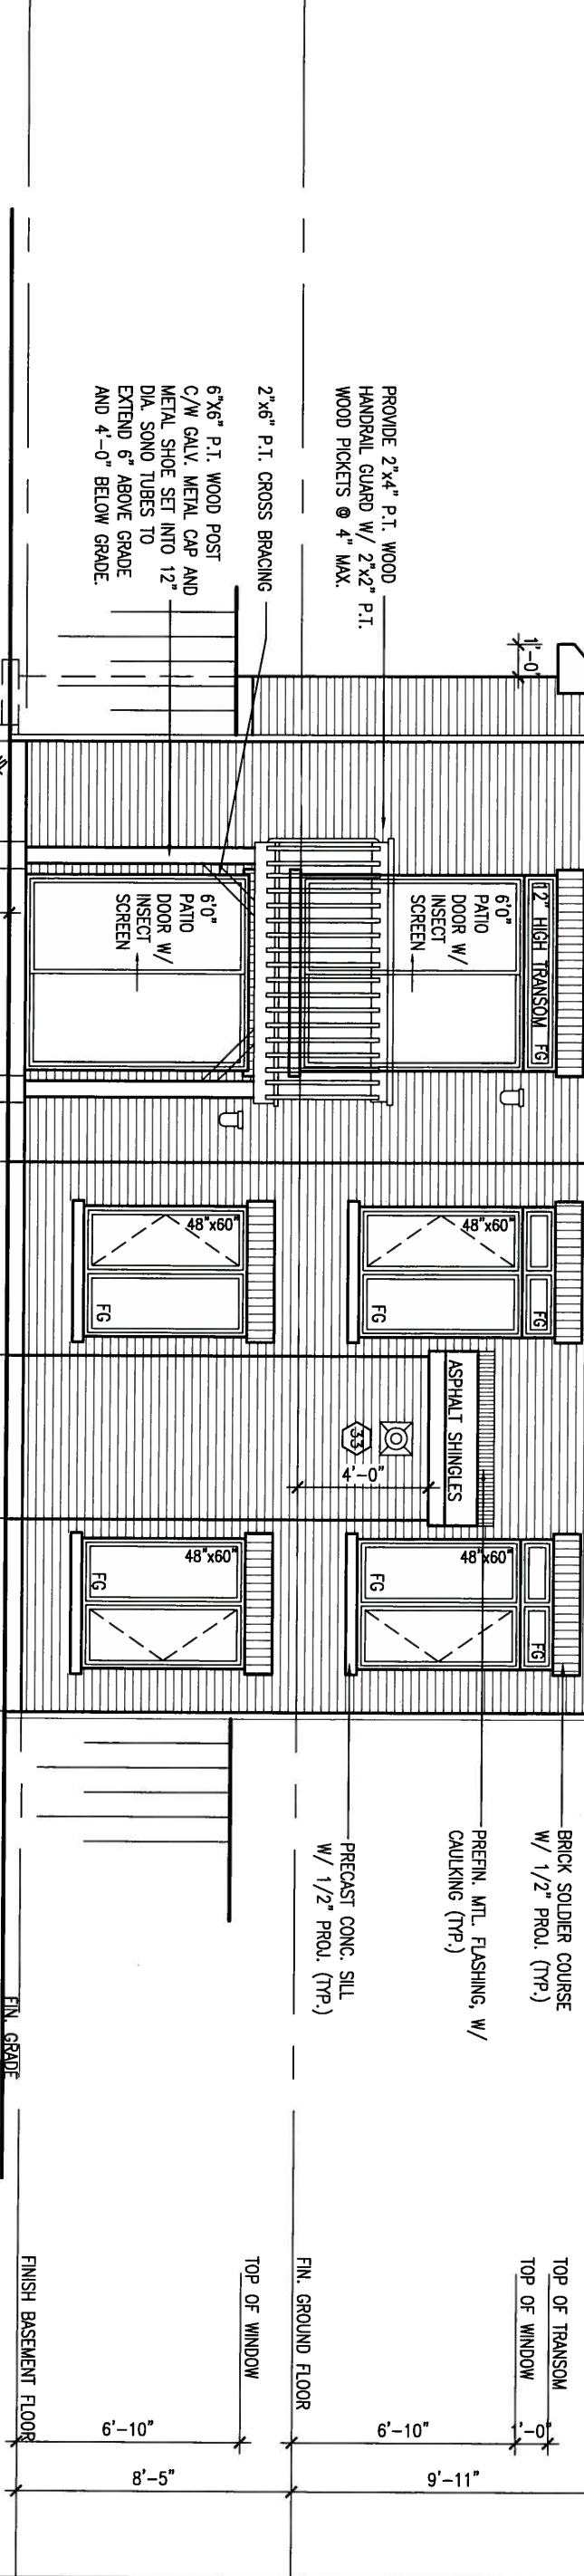 PROVIDE 2"x4" P.T. WOOD
HANDRAIL GUARD W/ 2"x2" P.T.
WOOD PICKETS @ 4" MAX.
2"x6" P.T. CROSS BRACING
6"x6" P.T. WOOD POST
C/W GALV. METAL CAP AND
METAL SHOE SET INTO 12"
DIA. SONO TUBES TO
EXTEND 6" ABOVE GRADE
AND 4'-0" BELOW GRADE.
1'-0"
12" HIGH TRANSOM FG
6'0"
PATIO
DOOR W/
INSECT
SCREEN
6'0"
PATIO
DOOR W/
INSECT
SCREEN
FG
48"x60"
FG
48"x60"
FG
ASPHALT SHINGLES
33
4'-0"
FG
48"x60"
FG
48"x60"
FG
BRICK SOLDIER COURSE
W/ 1/2" PROJ. (TYP.)
PREFIN. MTL. FLASHING, W/
CAULKING (TYP.)
PRECAST CONC. SILL
W/ 1/2" PROJ. (TYP.)
FIN. GRADE
TOP OF TRANSOM
TOP OF WINDOW
FIN. GROUND FLOOR
TOP OF WINDOW
FINISH BASEMENT FLOOR
1'-0"
6'-10"
6'-10"
9'-11"
8'-5"